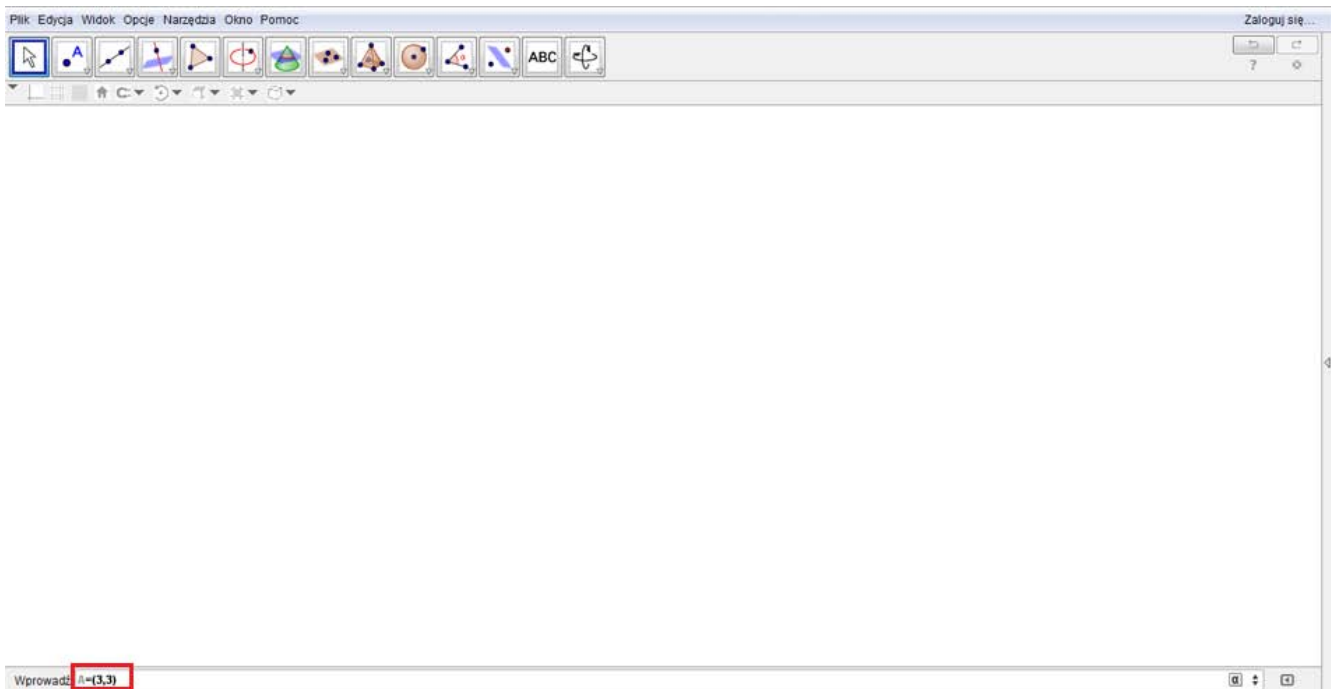 Plik Edycja Widok Opcje Narzędzia Okno Pomoc Zaloguj się...
A ABC
?
Wprowadź: A=(3,3) α